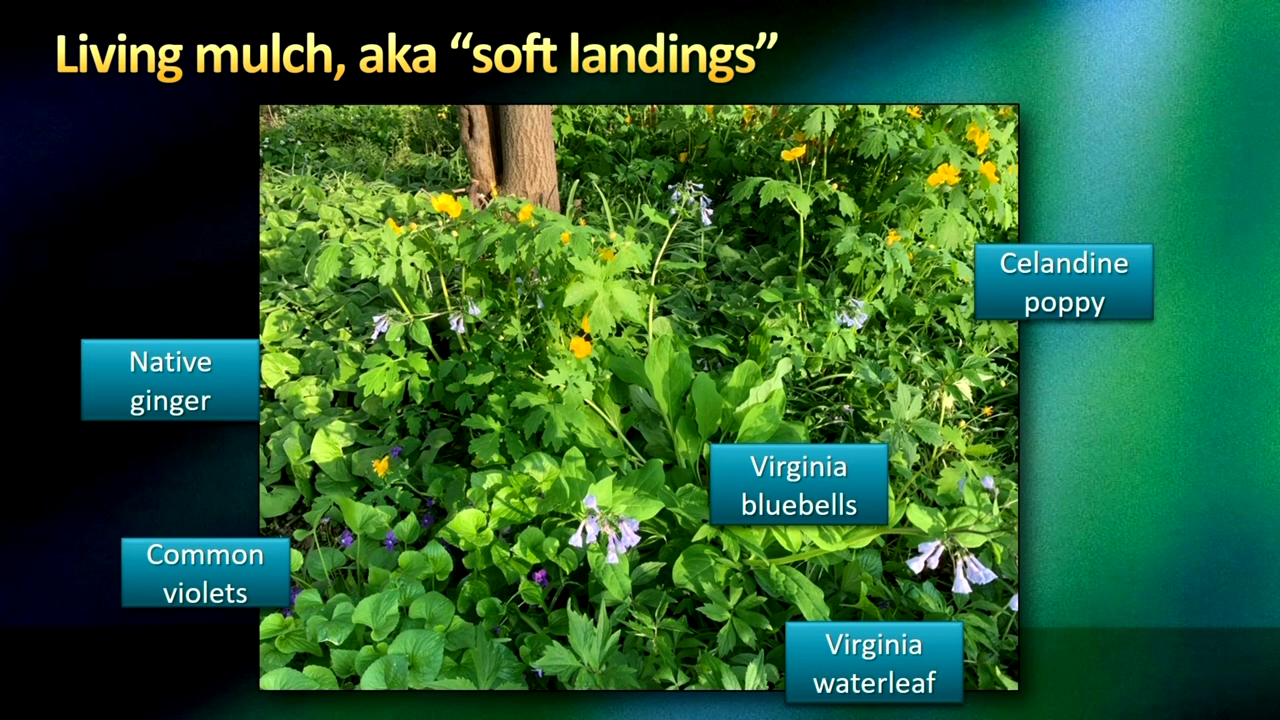 Living mulch, aka “soft landings”
Celandine
poppy
Native
ginger
Virginia
bluebells
Common
violets
Virginia
waterleaf